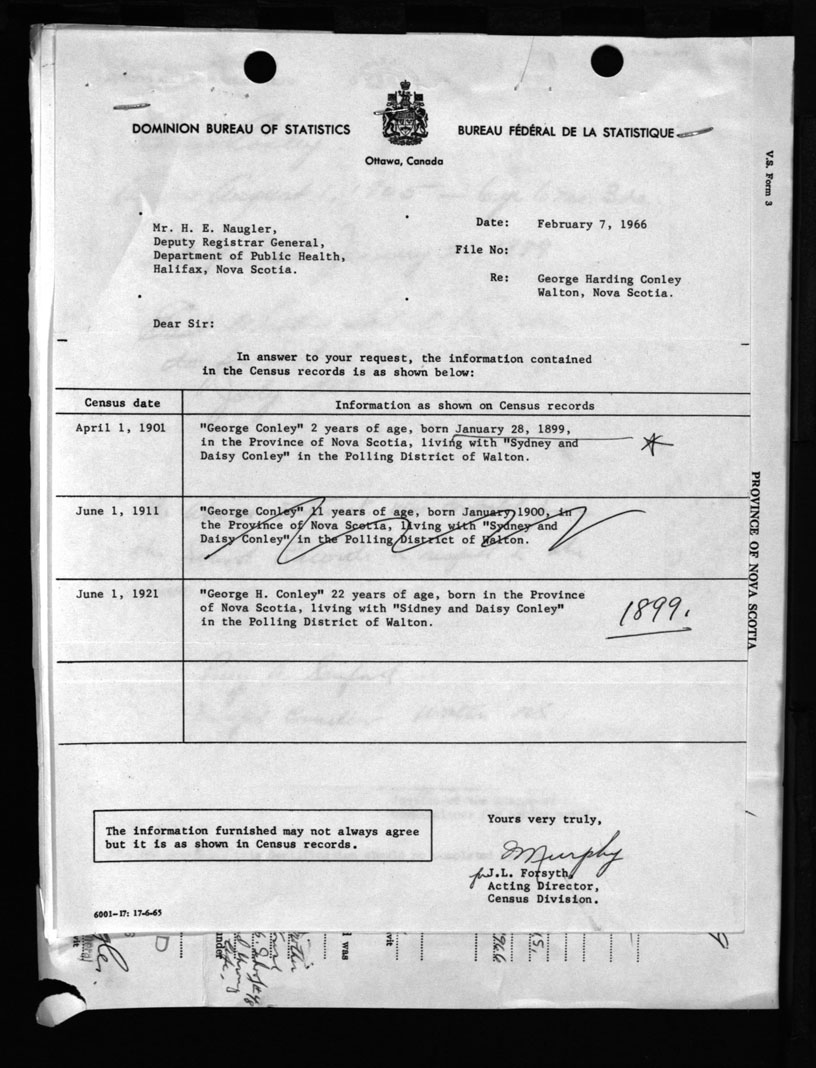 DOMINION BUREAU OF STATISTICS
BUREAU FÉDÉRAL DE LA STATISTIQUE
Ottawa, Canada
V.S. Form 3
Mr. H. E. Naugler,
Deputy Registrar General,
Department of Public Health,
Halifax, Nova Scotia.
Date: February 7, 1966
File No:
Re: George Harding Conley
Walton, Nova Scotia.
Dear Sir:
In answer to your request, the information contained
in the Census records is as shown below:
Census date Information as shown on Census records
April 1, 1901 "George Conley" 2 years of age, born January 28, 1899,
in the Province of Nova Scotia, living with "Sydney and
Daisy Conley" in the Polling District of Walton.
June 1, 1911 "George Conley" 11 years of age, born January 1900, in
the Province of Nova Scotia, living with "Sydney and
Daisy Conley" in the Polling District of Walton.
June 1, 1921 "George H. Conley" 22 years of age, born in the Province
of Nova Scotia, living with "Sidney and Daisy Conley"
in the Polling District of Walton.
1899.
PROVINCE OF NOVA SCOTIA
The information furnished may not always agree
but it is as shown in Census records.
Yours very truly,
Murphy
J.L. Forsyth,
Acting Director,
Census Division.
6001-17: 17-6-65
I was